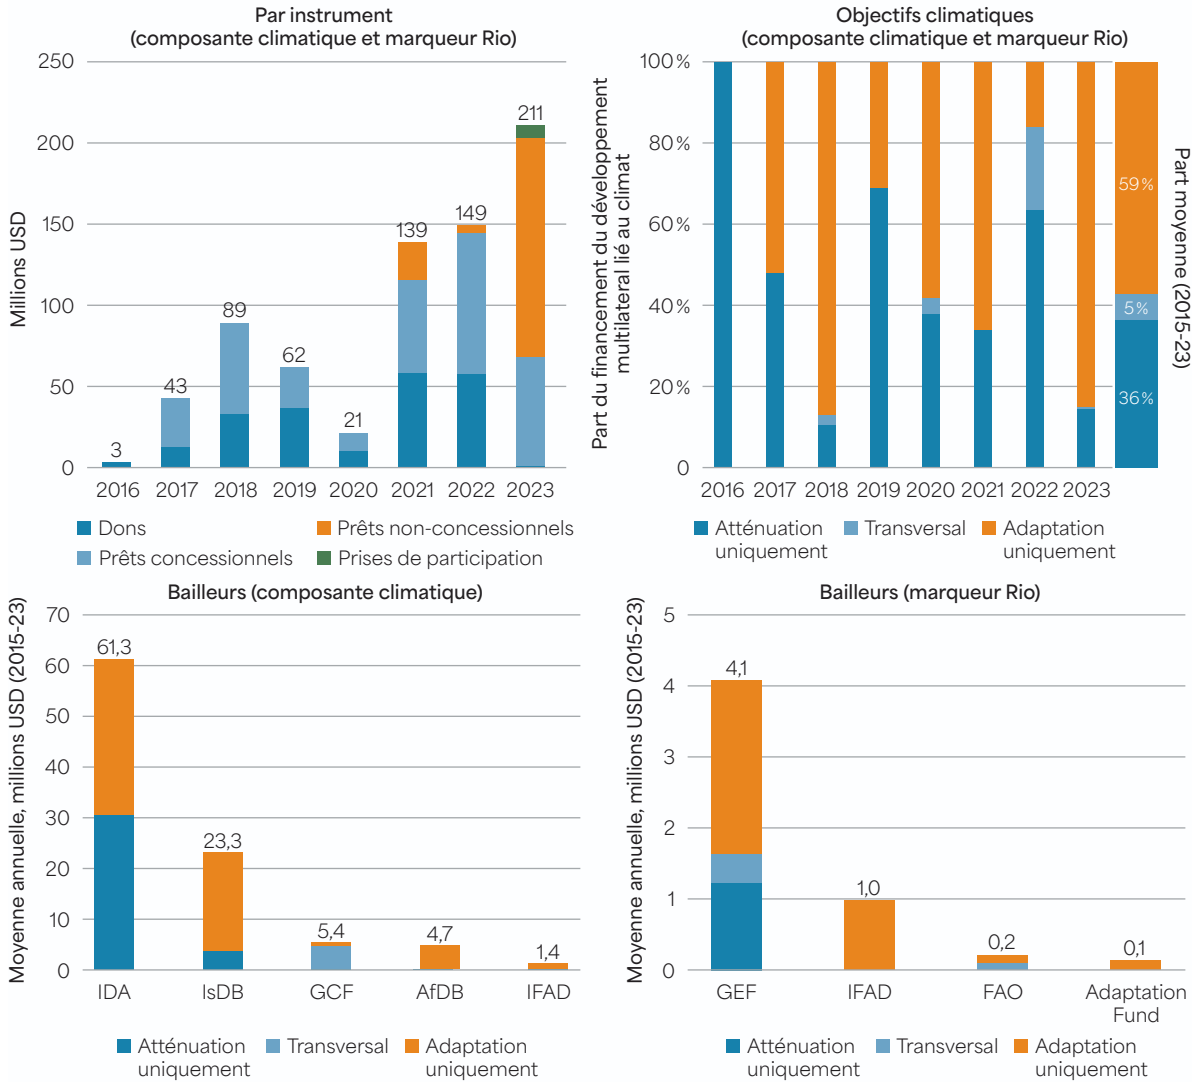 Par instrument
(composante climatique et marqueur Rio)
Millions USD
250
200
150
100
50
0
3
43
89
62
21
139
149
211
2016 2017 2018 2019 2020 2021 2022 2023
Dons
Prêts non-concessionnels
Prêts concessionnels
Prises de participation
Objectifs climatiques
(composante climatique et marqueur Rio)
Part du financement du développement
multilateral lié au climat
100 %
80 %
60 %
40 %
20 %
0
59 %
5 %
36 %
Part moyenne (2015-23)
2016 2017 2018 2019 2020 2021 2022 2023
Atténuation
uniquement
Transversal
Adaptation
uniquement
Bailleurs (composante climatique)
Moyenne annuelle, millions USD (2015-23)
70
60
50
40
30
20
10
0
61,3
23,3
5,4
4,7
1,4
IDA IsDB GCF AfDB IFAD
Atténuation
uniquement
Transversal
Adaptation
uniquement
Bailleurs (marqueur Rio)
Moyenne annuelle, millions USD (2015-23)
5
4
3
2
1
0
4,1
1,0
0,2
0,1
GEF IFAD FAO Adaptation
Fund
Atténuation
uniquement
Transversal
Adaptation
uniquement